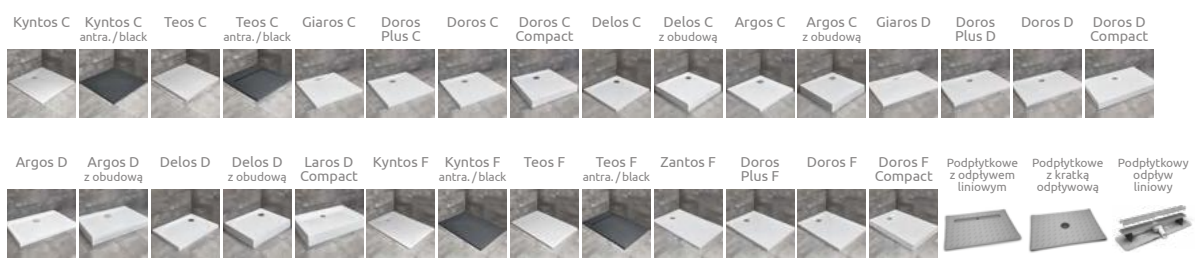 Kyntos C
Kyntos C
antra./black
Teos C
Teos C
antra./black
Giaros C
Doros
Plus C
Doros C
Doros C
Compact
Delos C
Delos C
z obudową
Argos C
Argos C
z obudową
Giaros D
Doros
Plus D
Doros D
Doros D
Compact
Argos D
Argos D
z obudową
Delos D
Delos D
z obudową
Laros D
Compact
Kyntos F
Kyntos F
antra./black
Teos F
Teos F
antra./black
Zantos F
Doros
Plus F
Doros F
Doros F
Compact
Podpłytkowe
z odpływem
liniowym
Podpłytkowe
z kratką
odpływową
Podpłytkowy
odpływ
liniowy